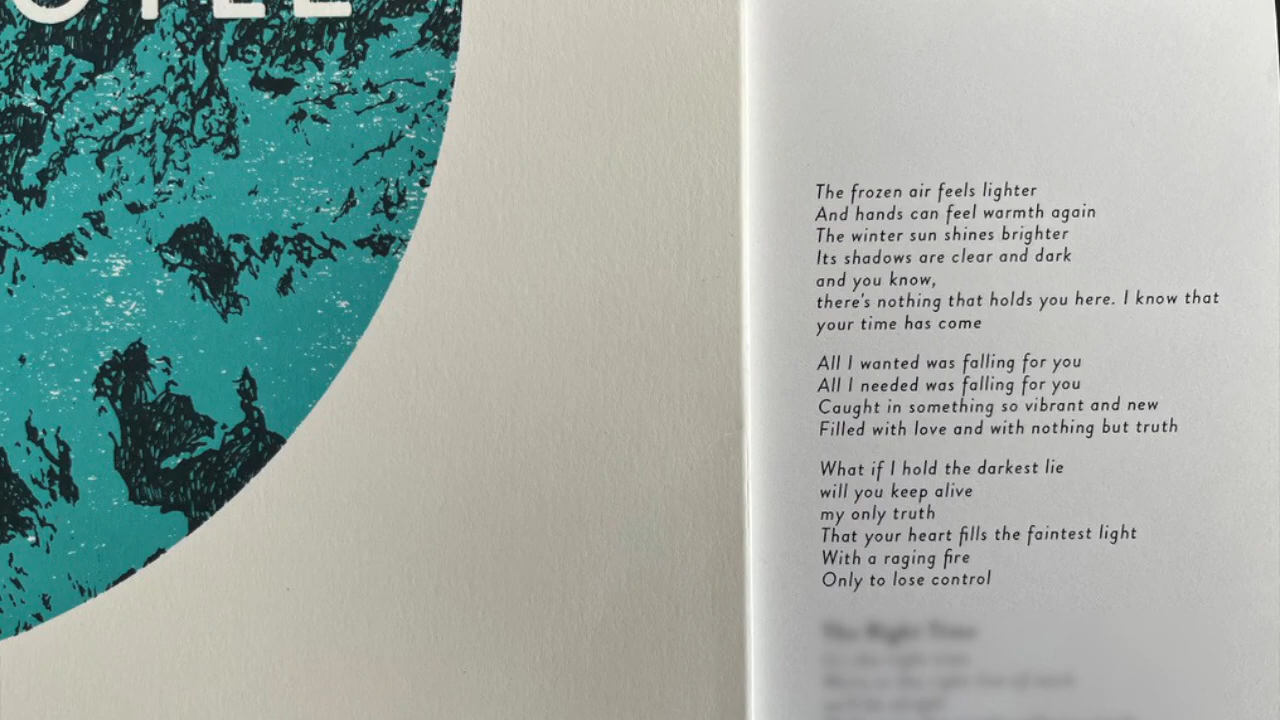 The frozen air feels lighter
And hands can feel warmth again
The winter sun shines brighter
Its shadows are clear and dark
and you know,
there's nothing that holds you here. I know that
your time has come
All I wanted was falling for you
All I needed was falling for you
Caught in something so vibrant and new
Filled with love and with nothing but truth
What if I hold the darkest lie
will you keep alive
my only truth
That your heart fills the faintest light
With a raging fire
Only to lose control
The Right Time